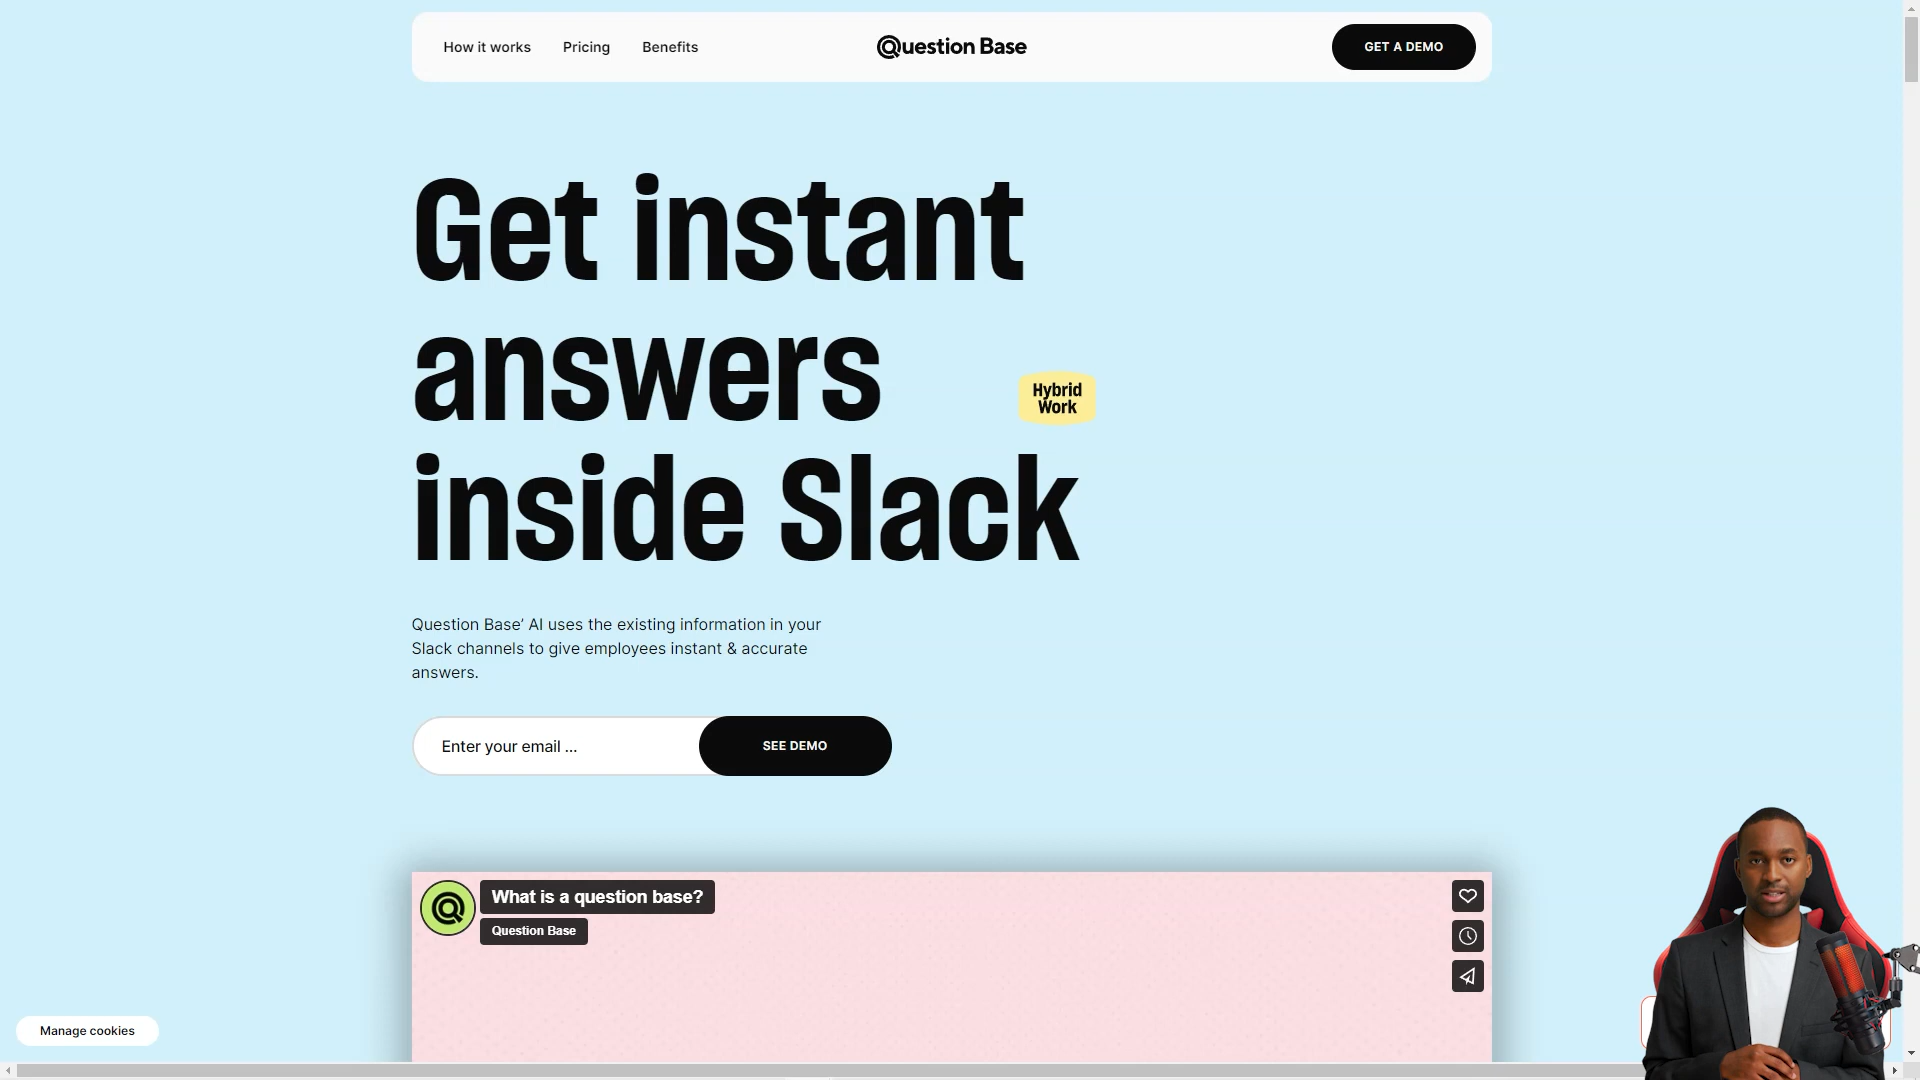 How it works
Pricing
Benefits
Question Base
GET A DEMO
Get instant
answers
inside Slack
Hybrid
Work
Question Base’ AI uses the existing information in your
Slack channels to give employees instant & accurate
answers.
Enter your email ...
SEE DEMO
What is a question base?
Question Base
Manage cookies